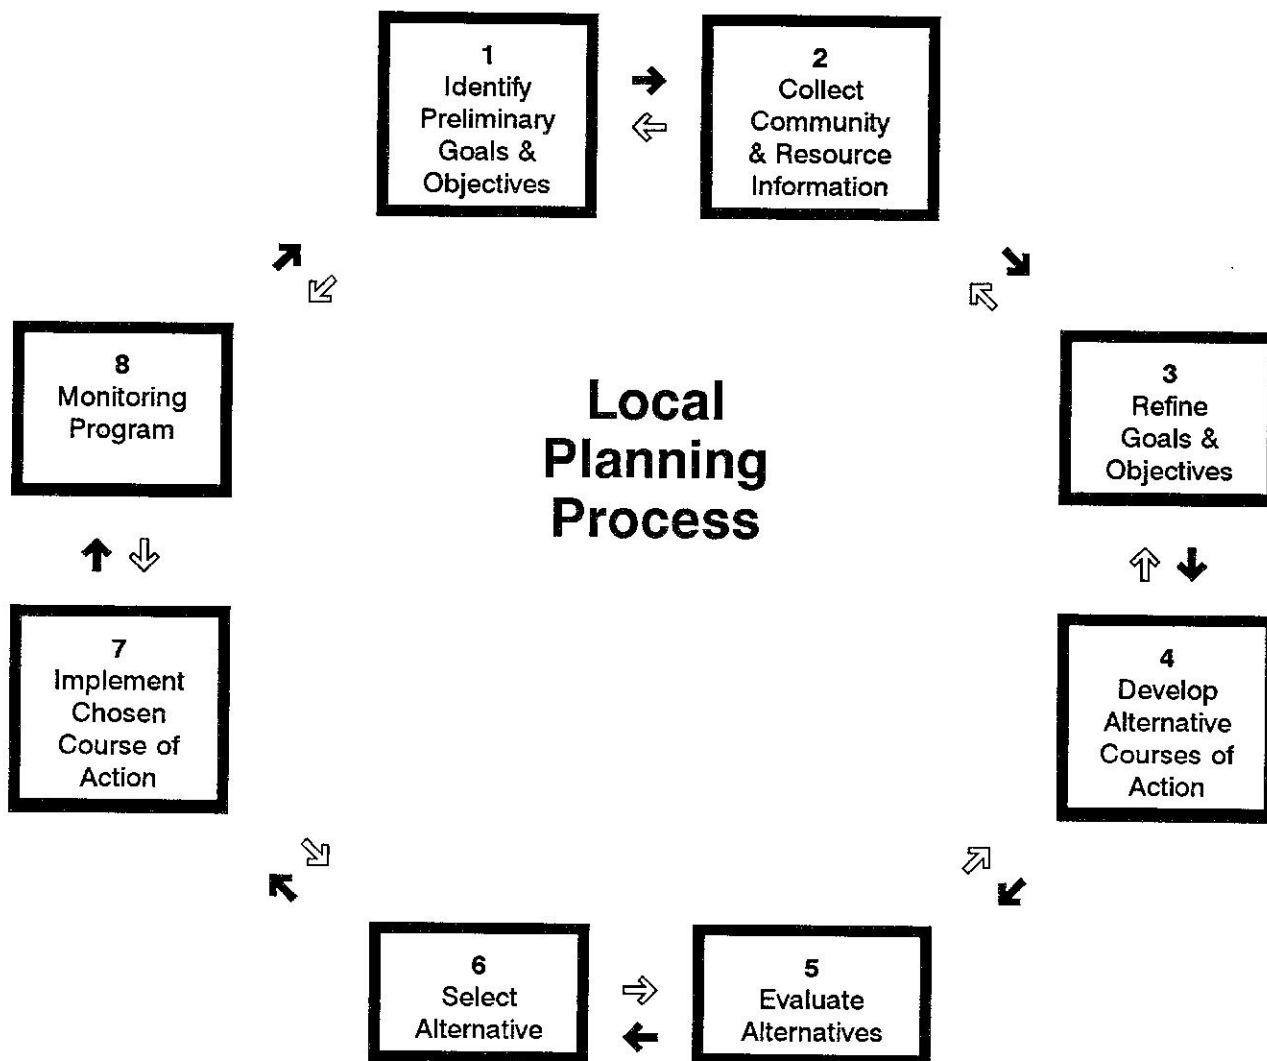 1
Identify
Preliminary
Goals &
Objectives
2
Collect
Community
& Resource
Information
3
Refine
Goals &
Objectives
4
Develop
Alternative
Courses of
Action
5
Evaluate
Alternatives
6
Select
Alternative
7
Implement
Chosen
Course of
Action
8
Monitoring
Program
Local
Planning
Process